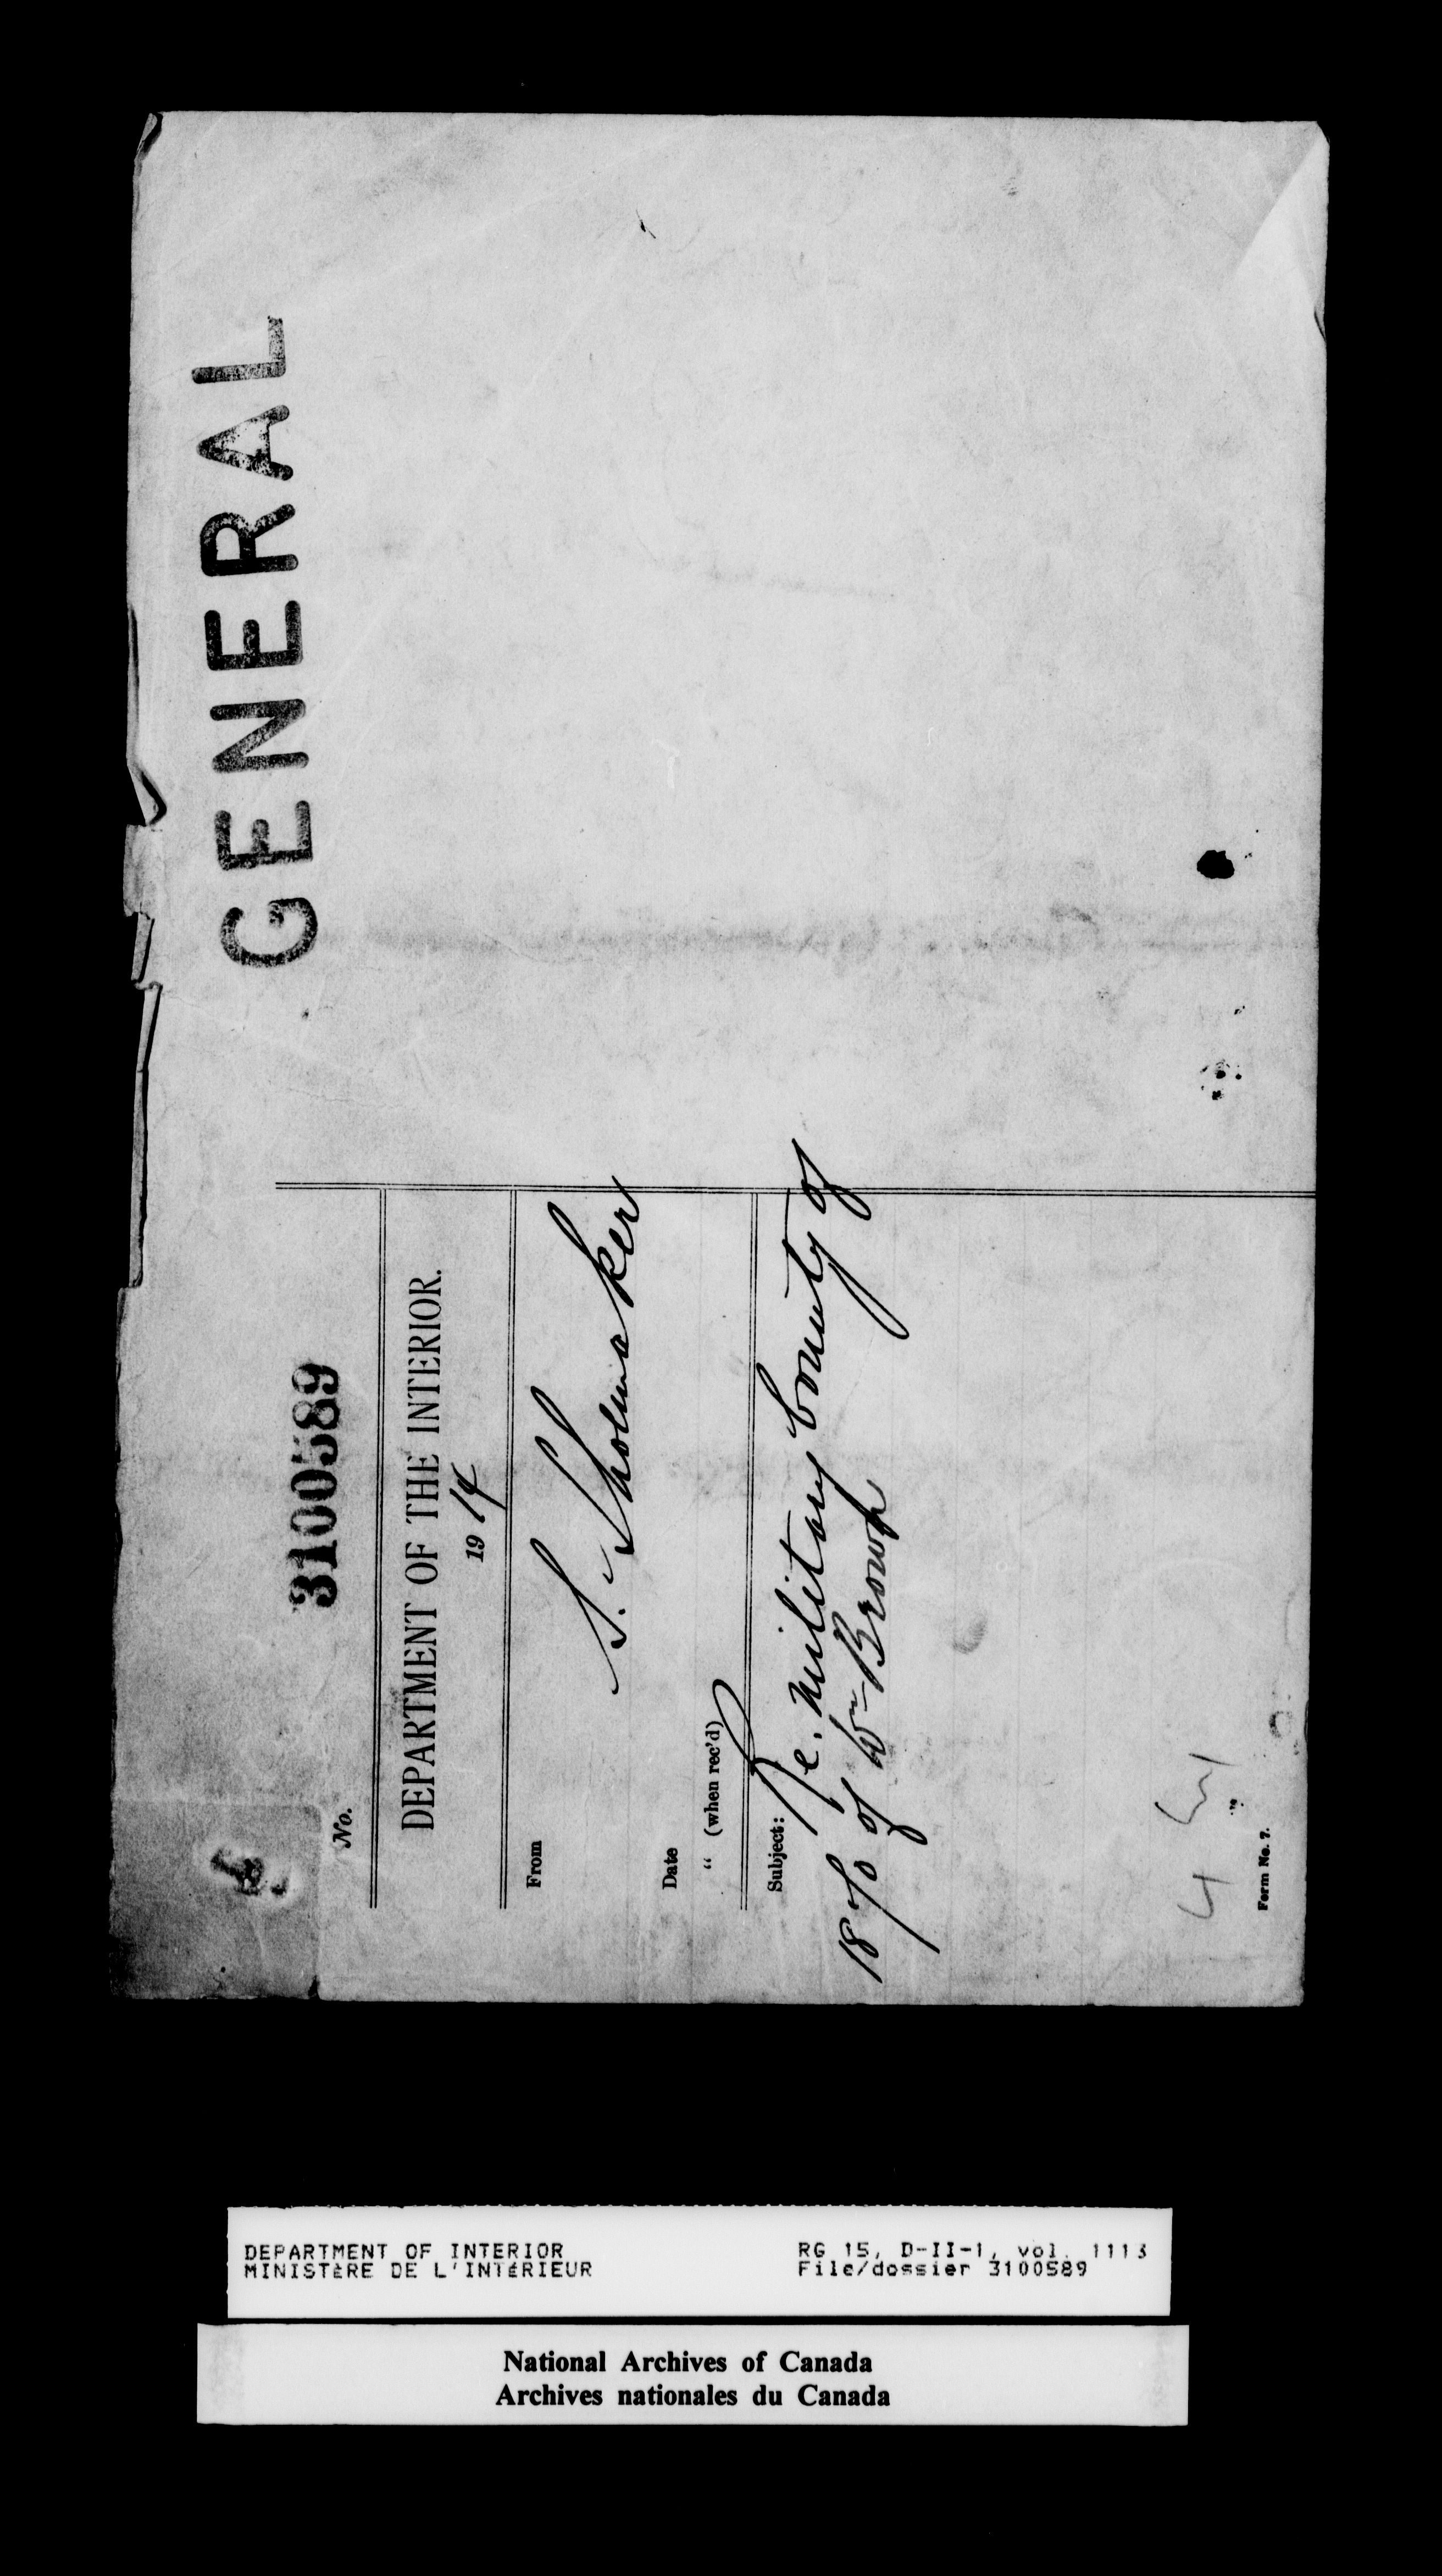 GENERAL
No. 3100589
DEPARTMENT OF THE INTERIOR.
1914
From S. Shoemaker
Date
" (when rec'd)
Subject: Re. Military bounty of
1870 of Wm Brown
Form No. 7.
DEPARTMENT OF INTERIOR
MINISTÈRE DE L'INTÉRIEUR
RG 15, D-II-1, vol. 1113
File/dossier 3100589
National Archives of Canada
Archives nationales du Canada